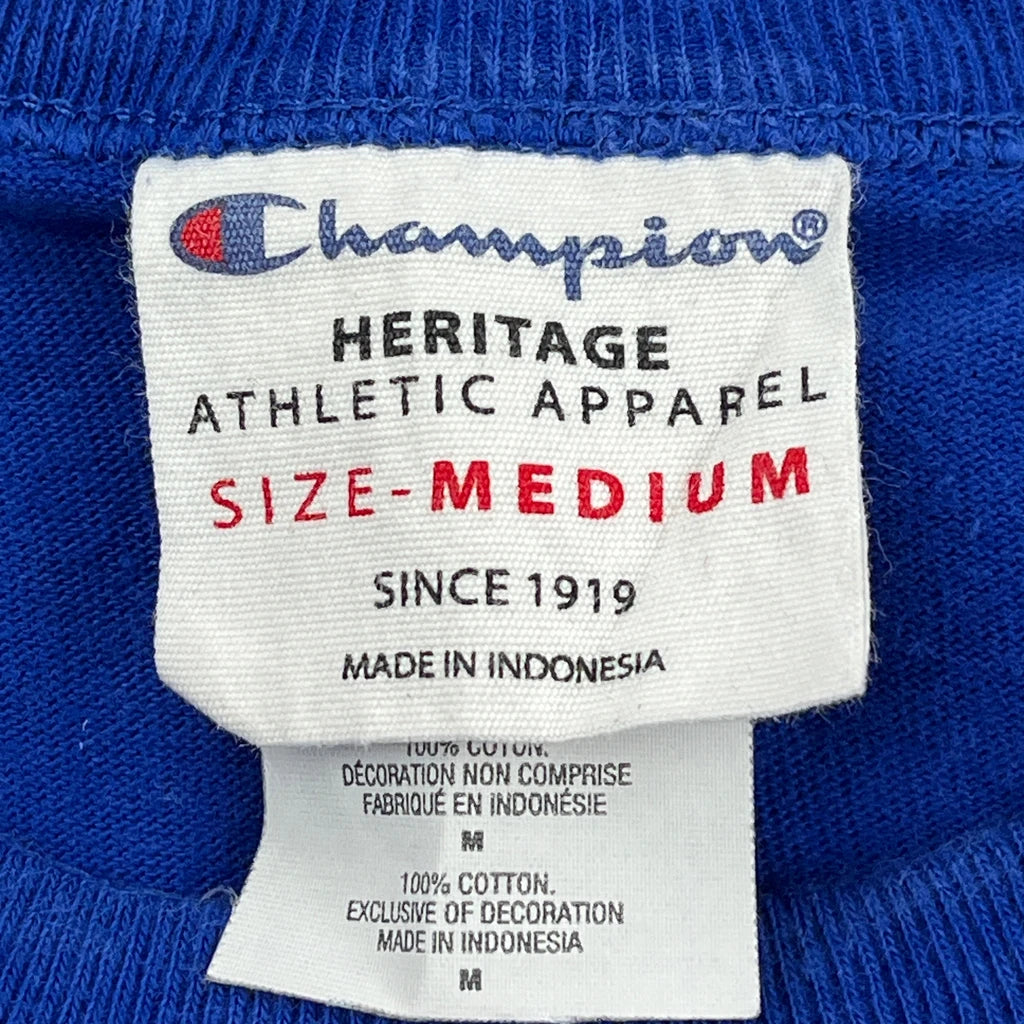 Champion®
HERITAGE
ATHLETIC APPAREL
SIZE-MEDIUM
SINCE 1919
MADE IN INDONESIA
100% COTON.
DÉCORATION NON COMPRISE
FABRIQUÉ EN INDONÉSIE
M
100% COTTON.
EXCLUSIVE OF DECORATION
MADE IN INDONESIA
M